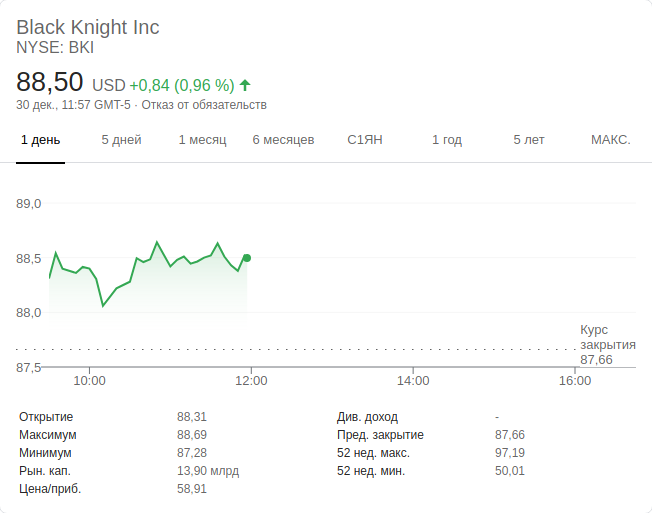 Black Knight Inc
NYSE: BKI
88,50 USD +0,84 (0,96 %)
30 дек., 11:57 GMT-5 · Отказ от обязательств
1 день 5 дней 1 месяц 6 месяцев С1ЯН 1 год 5 лет МАКС.
89,0
88,5
88,0
87,5
Курс
закрытия
87,66
10:00 12:00 14:00 16:00
Открытие 88,31 Див. доход -
Максимум 88,69 Пред. закрытие 87,66
Минимум 87,28 52 нед. макс. 97,19
Рын. кап. 13,90 млрд 52 нед. мин. 50,01
Цена/приб. 58,91